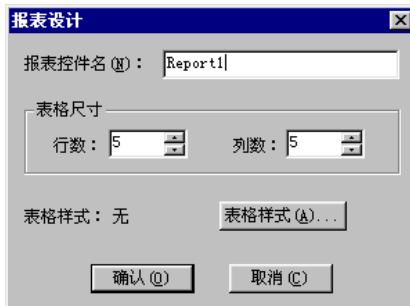 报表设计
报表控件名(N)： Report1
表格尺寸
行数： 5 列数： 5
表格样式： 无 表格样式(A)...
确认(O) 取消(C)